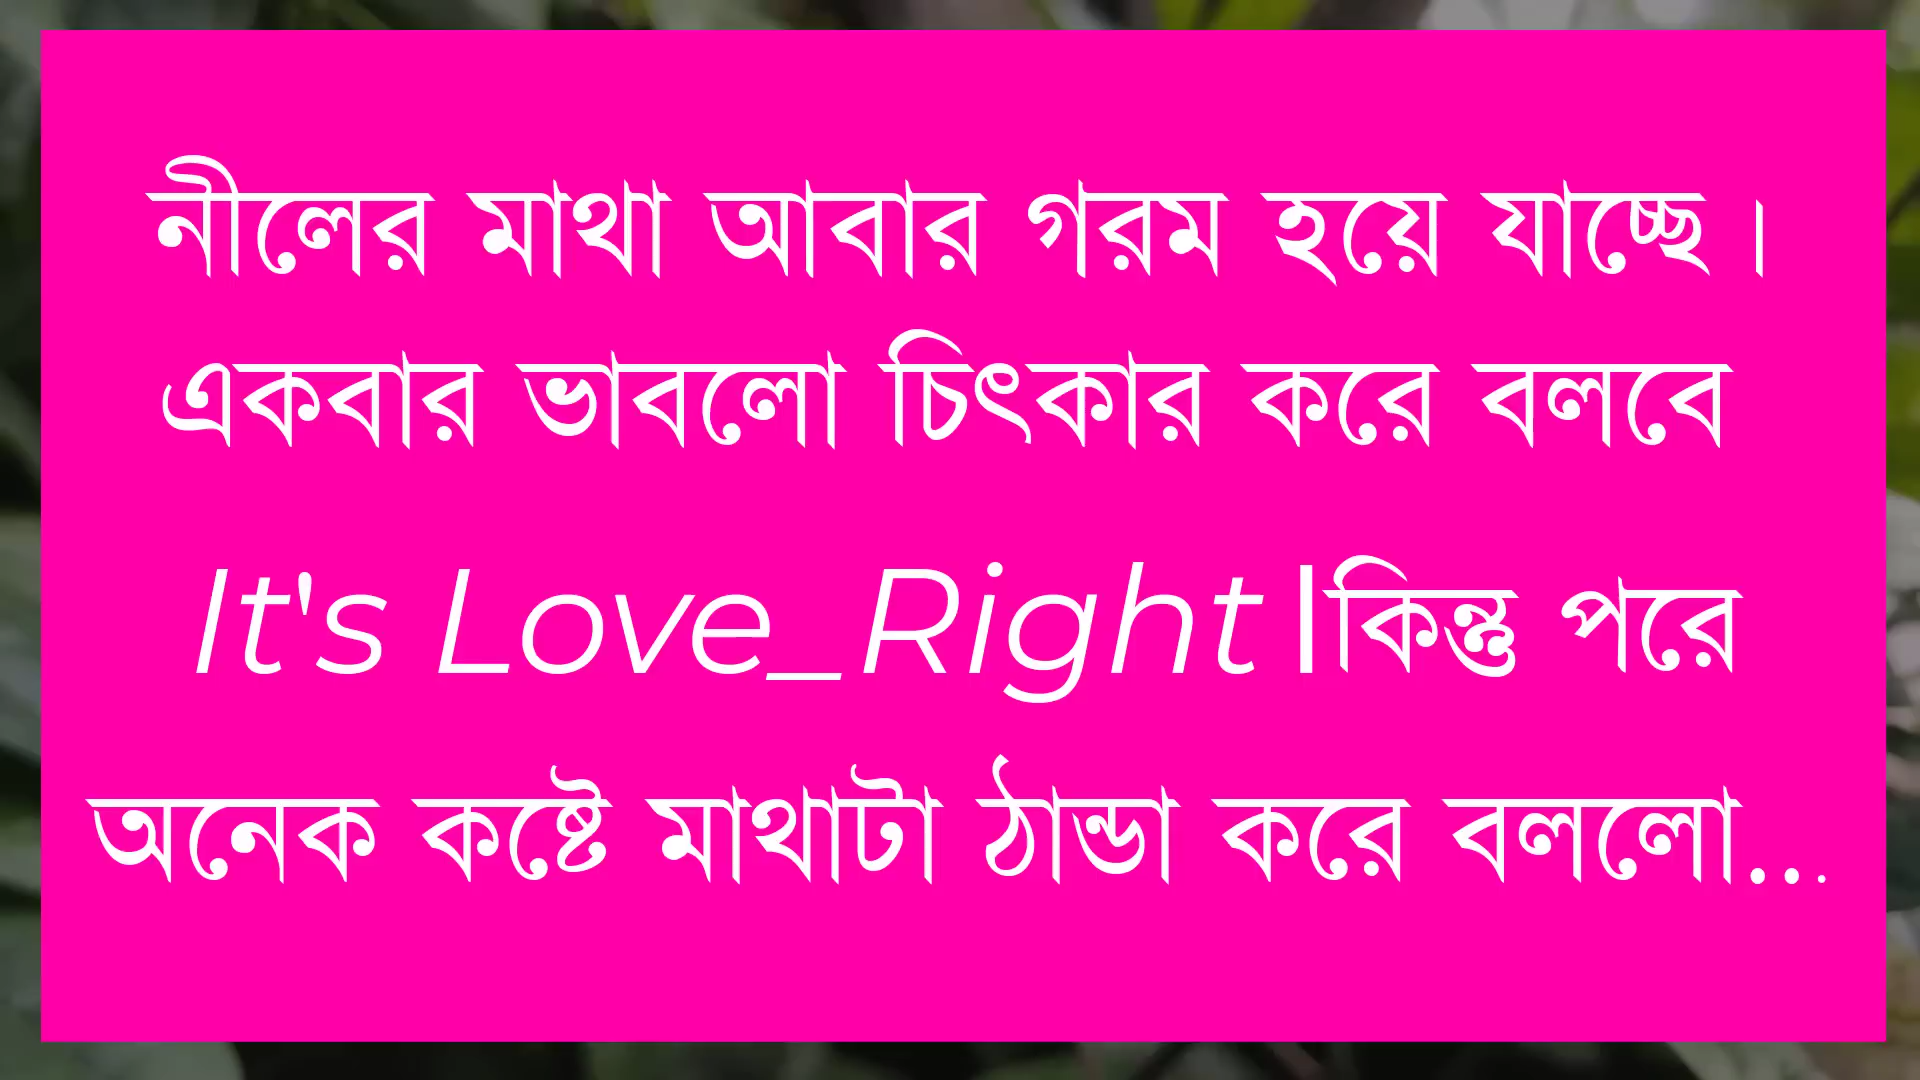 নীলের মাথা আবার গরম হয়ে যাচ্ছে।
একবার ভাবলো চিৎকার করে বলবে
It's Love_Right।কিন্তু পরে
অনেক কষ্টে মাথাটা ঠান্ডা করে বললো...